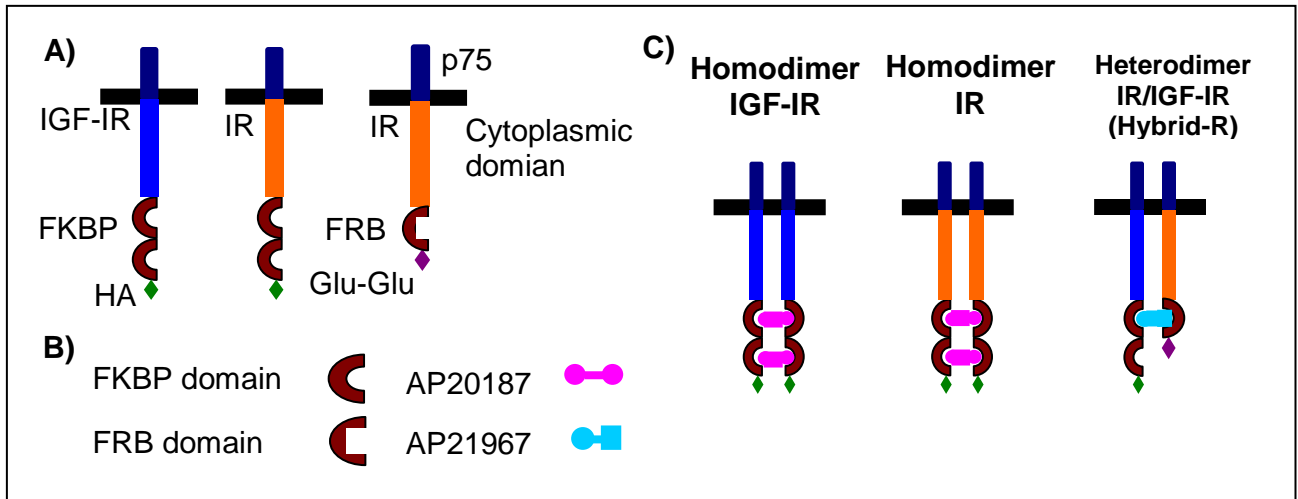 A)
p75
IGF-IR
IR
IR
Cytoplasmic
domian
FKBP
FRB
HA
Glu-Glu
B)
FKBP domain
AP20187
FRB domain
AP21967
C)
Homodimer
IGF-IR
Homodimer
IR
Heterodimer
IR/IGF-IR
(Hybrid-R)